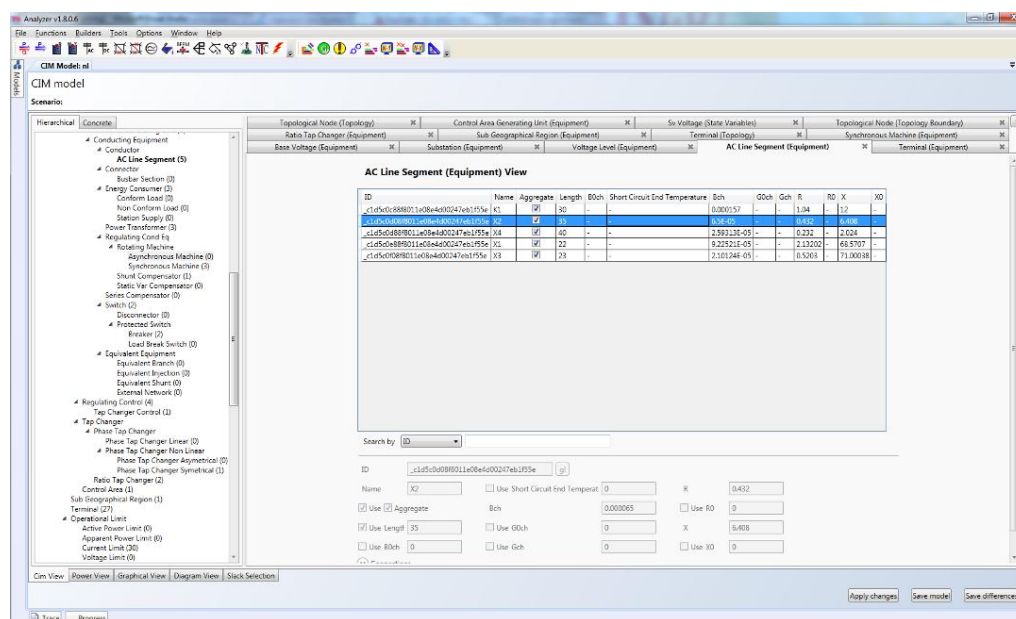 Analyzer v1.8.0.6
File Functions Builders Tools Options Window Help
Models
CIM Model: nl
CIM model
Scenario:
Hierarchical Concrete
Conducting Equipment
Conductor
AC Line Segment (5)
Connector
Busbar Section (0)
Energy Consumer (3)
Conform Load (0)
Non Conform Load (0)
Station Supply (0)
Power Transformer (3)
Regulating Cond Eq
Rotating Machine
Asynchronous Machine (0)
Synchronous Machine (3)
Shunt Compensator (1)
Static Var Compensator (0)
Series Compensator (0)
Switch (2)
Disconnector (0)
Protected Switch
Breaker (2)
Load Break Switch (0)
Equivalent Equipment
Equivalent Branch (0)
Equivalent Injection (0)
Equivalent Shunt (0)
External Network (0)
Regulating Control (4)
Tap Changer Control (1)
Tap Changer
Phase Tap Changer
Phase Tap Changer Linear (0)
Phase Tap Changer Non Linear
Phase Tap Changer Asymetrical (0)
Phase Tap Changer Symetrical (1)
Ratio Tap Changer (2)
Control Area (1)
Sub Geographical Region (1)
Terminal (27)
Operational Limit
Active Power Limit (0)
Apparent Power Limit (0)
Current Limit (30)
Voltage Limit (0)
Topological Node (Topology) Control Area Generating Unit (Equipment) Sv Voltage (State Variables) Topological Node (Topology Boundary)
Ratio Tap Changer (Equipment) Sub Geographical Region (Equipment) Terminal (Topology) Synchronous Machine (Equipment)
Base Voltage (Equipment) Substation (Equipment) Voltage Level (Equipment) AC Line Segment (Equipment) Terminal (Equipment)
AC Line Segment (Equipment) View
ID Name Aggregate Length B0ch Short Circuit End Temperature Bch G0ch Gch R R0 X X0
_c1d5c0c88f8011e08e4d00247eb1f55e K1 30 - - 0.000157 - - 1.04 - 12 -
_c1d5c0d08f8011e08e4d00247eb1f55e X2 35 - - 6.5E-05 - - 0.432 - 6.408 -
_c1d5c0d88f8011e08e4d00247eb1f55e X4 40 - - 2.59313E-05 - - 0.232 - 2.024 -
_c1d5c0e88f8011e08e4d00247eb1f55e X1 22 - - 9.22521E-05 - - 2.13202 - 68.5707 -
_c1d5c0f08f8011e08e4d00247eb1f55e X3 23 - - 2.10124E-05 - - 0.5203 - 71.00038 -
Search by ID
ID _c1d5c0d08f8011e08e4d00247eb1f55e
Name X2 Use Short Circuit End Temperat 0 R 0.432
Use Aggregate Bch 0.000065 Use R0 0
Use Length 35 Use G0ch 0 X 6.408
Use B0ch 0 Use Gch 0 Use X0 0
Connections
Cim View Power View Graphical View Diagram View Slack Selection
Apply changes Save model Save differences
Trace Progress